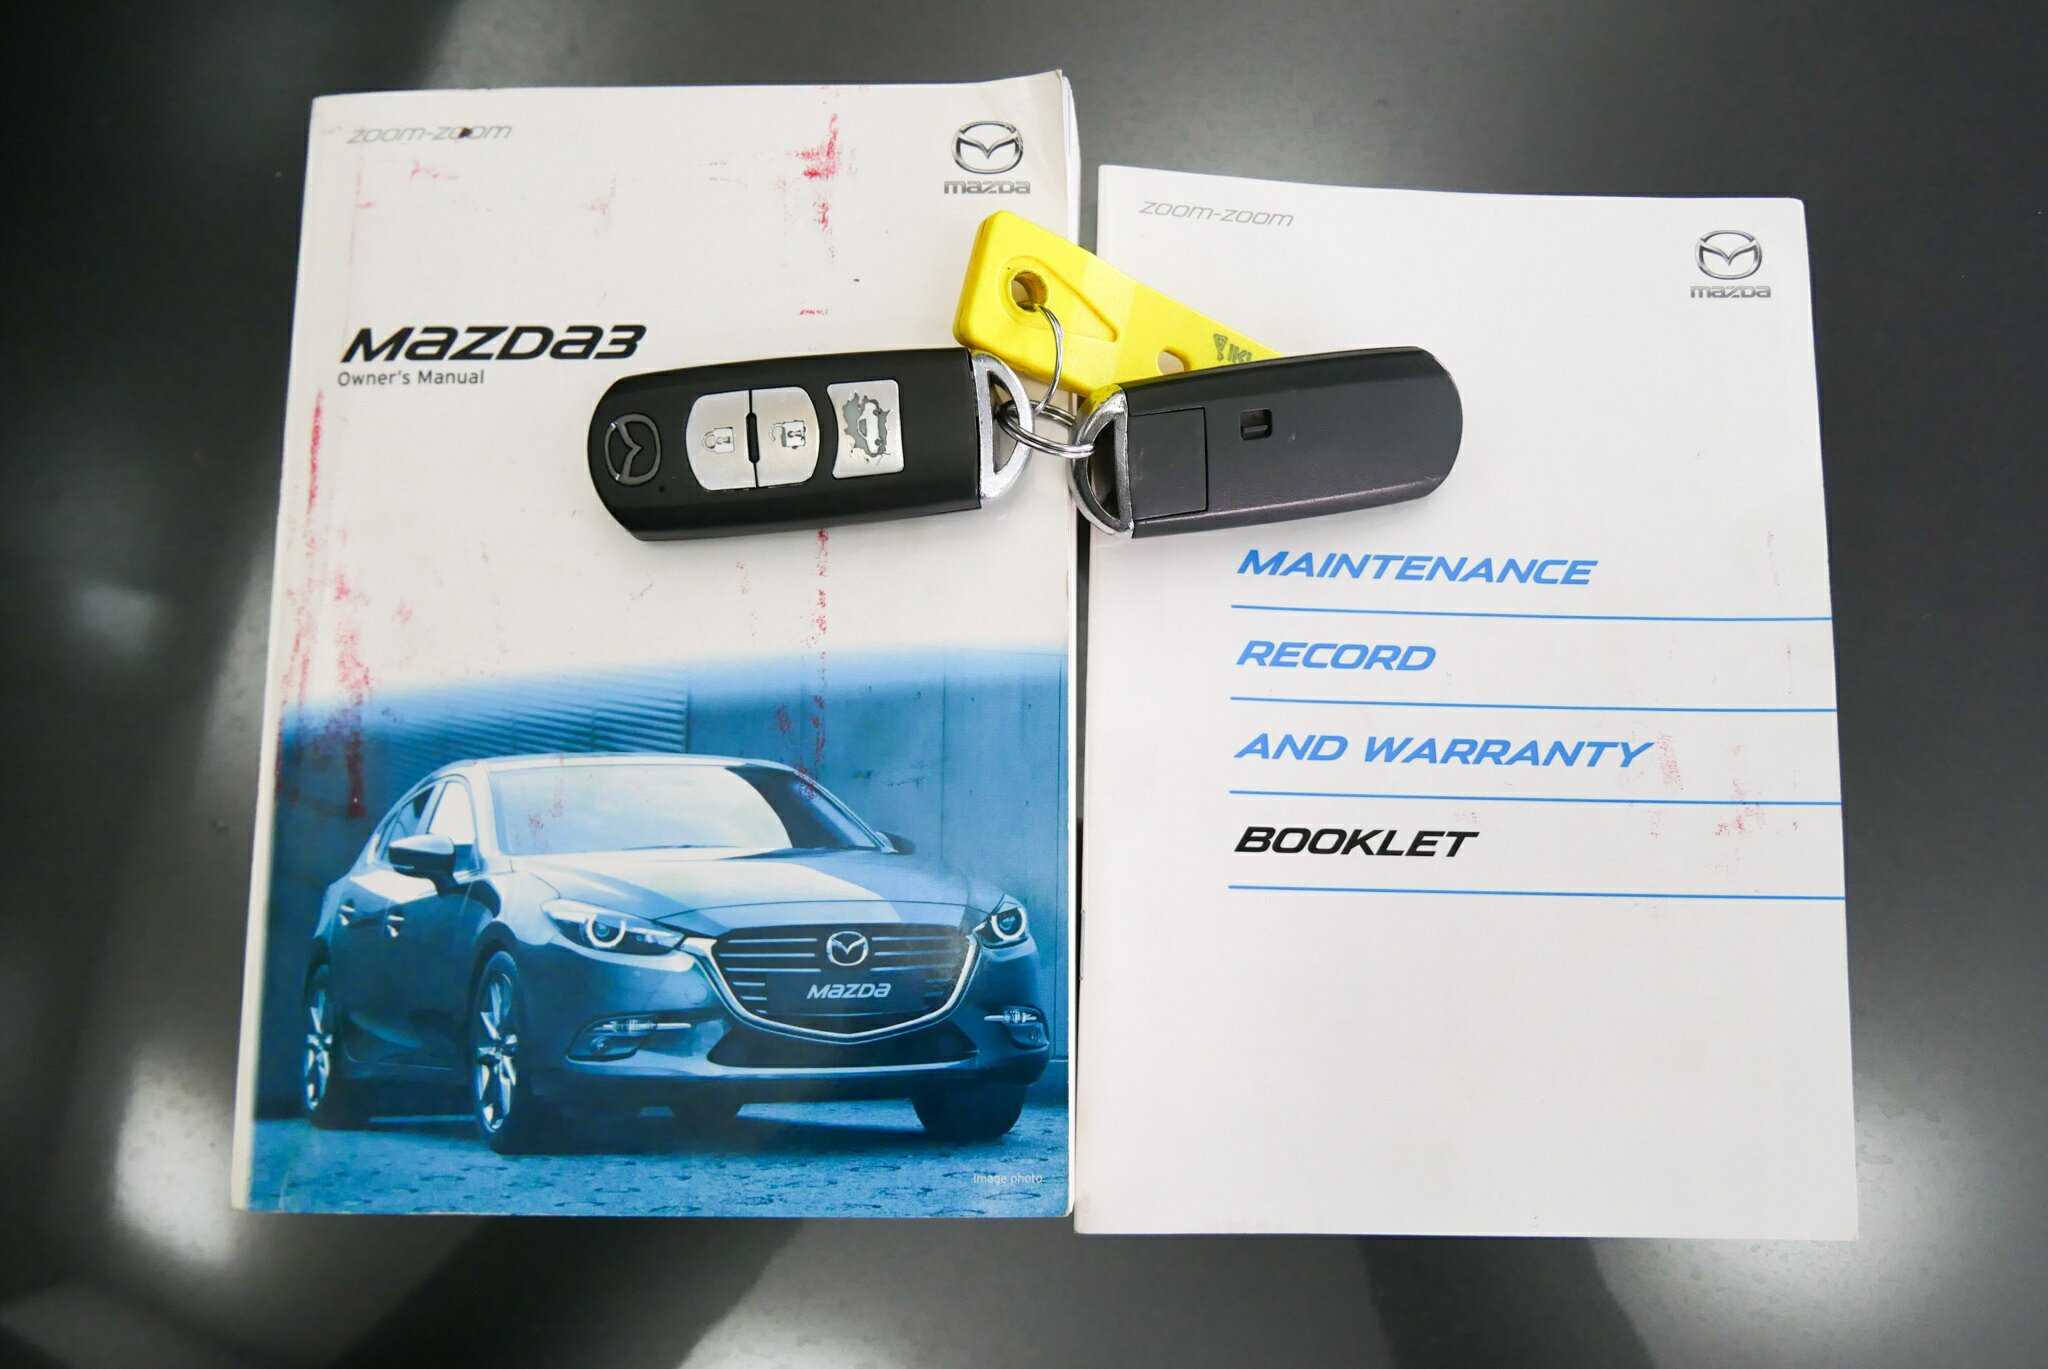 zoom-zoom
mazda
mazda3
Owner's Manual
mazda
Image photo
zoom-zoom
mazda
MAINTENANCE
RECORD
AND WARRANTY
BOOKLET